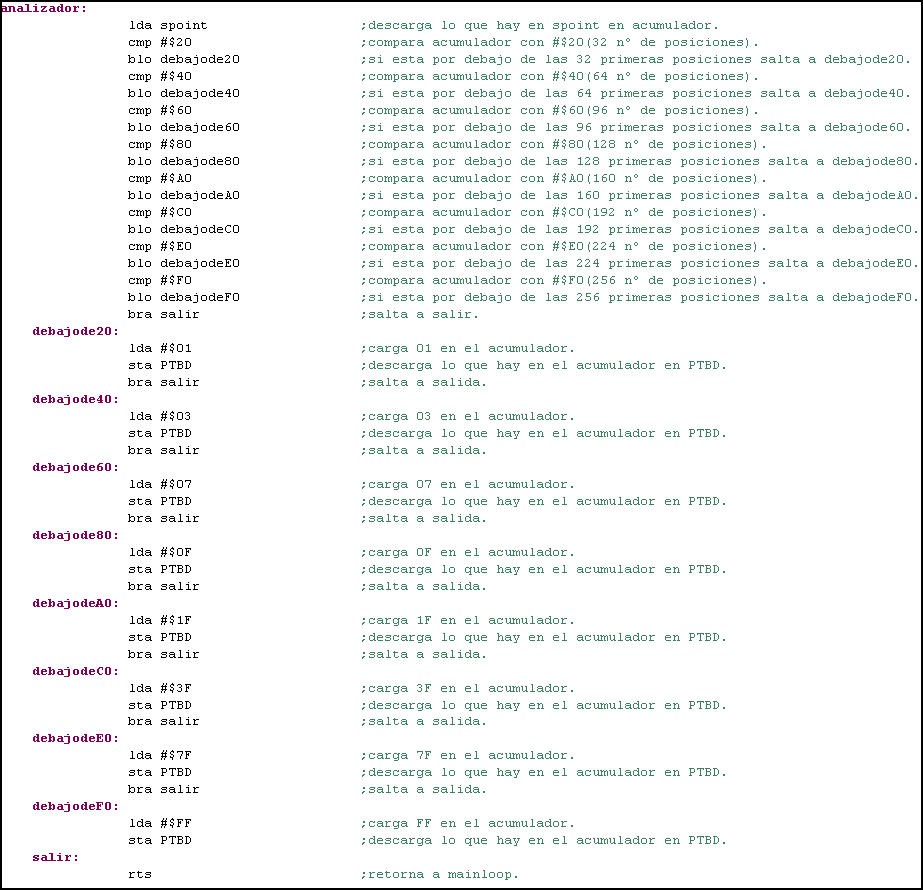 analizador:
lda spoint ;descarga lo que hay en spoint en acumulador.
cmp #$20 ;compara acumulador con #$20(32 nº de posiciones).
blo debajode20 ;si esta por debajo de las 32 primeras posiciones salta a debajode20.
cmp #$40 ;compara acumulador con #$40(64 nº de posiciones).
blo debajode40 ;si esta por debajo de las 64 primeras posiciones salta a debajode40.
cmp #$60 ;compara acumulador con #$60(96 nº de posiciones).
blo debajode60 ;si esta por debajo de las 96 primeras posiciones salta a debajode60.
cmp #$80 ;compara acumulador con #$80(128 nº de posiciones).
blo debajode80 ;si esta por debajo de las 128 primeras posiciones salta a debajode80.
cmp #$A0 ;compara acumulador con #$A0(160 nº de posiciones).
blo debajodeA0 ;si esta por debajo de las 160 primeras posiciones salta a debajodeA0.
cmp #$C0 ;compara acumulador con #$C0(192 nº de posiciones).
blo debajodeC0 ;si esta por debajo de las 192 primeras posiciones salta a debajodeC0.
cmp #$E0 ;compara acumulador con #$E0(224 nº de posiciones).
blo debajodeE0 ;si esta por debajo de las 224 primeras posiciones salta a debajodeE0.
cmp #$F0 ;compara acumulador con #$F0(256 nº de posiciones).
blo debajodeF0 ;si esta por debajo de las 256 primeras posiciones salta a debajodeF0.
bra salir ;salta a salir.
debajode20:
lda #$01 ;carga 01 en el acumulador.
sta PTBD ;descarga lo que hay en el acumulador en PTBD.
bra salir ;salta a salida.
debajode40:
lda #$03 ;carga 03 en el acumulador.
sta PTBD ;descarga lo que hay en el acumulador en PTBD.
bra salir ;salta a salida.
debajode60:
lda #$07 ;carga 07 en el acumulador.
sta PTBD ;descarga lo que hay en el acumulador en PTBD.
bra salir ;salta a salida.
debajode80:
lda #$0F ;carga 0F en el acumulador.
sta PTBD ;descarga lo que hay en el acumulador en PTBD.
bra salir ;salta a salida.
debajodeA0:
lda #$1F ;carga 1F en el acumulador.
sta PTBD ;descarga lo que hay en el acumulador en PTBD.
bra salir ;salta a salida.
debajodeC0:
lda #$3F ;carga 3F en el acumulador.
sta PTBD ;descarga lo que hay en el acumulador en PTBD.
bra salir ;salta a salida.
debajodeE0:
lda #$7F ;carga 7F en el acumulador.
sta PTBD ;descarga lo que hay en el acumulador en PTBD.
bra salir ;salta a salida.
debajodeF0:
lda #$FF ;carga FF en el acumulador.
sta PTBD ;descarga lo que hay en el acumulador en PTBD.
salir:
rts ;retorna a mainloop.